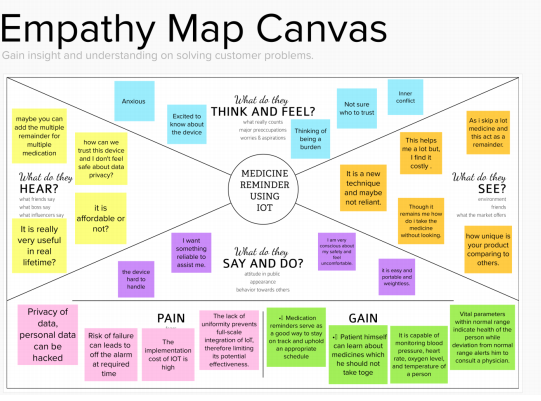 Empathy Map Canvas
Gain insight and understanding on solving customer problems.
What do they
THINK AND FEEL?
what really counts
major preoccupations
worries & aspirations
Anxious
Excited to
know about
the device
Thinking of
being a
burden
Not sure
who to trust
Inner
conflict
maybe you can
add the multiple
remainder for
multiple
medication
how can we
trust this device
and I don't feel
safe about data
privacy?
What do they
HEAR?
what friends say
what boss say
what influencers say
it is
affordable or
not?
It is really
very useful
in real
lifetime?
MEDICINE
REMINDER
USING
IOT
As i skip a lot
medicine and
this act as a
remainder.
This helps
me a lot but,
I find it
costly .
It is a new
technique
and maybe
not reliant.
What do they
SEE?
environment
friends
what the market offers
Though it
remains me how
do i take the
medicine
without looking.
how unique is
your product
comparing to
others.
I want
something
reliable to
assist me.
the device
hard to
handle
What do they
SAY AND DO?
attitude in public
appearance
behavior towards others
I am very
conscious about
my safety and
feel
uncomfortable.
it is easy and
portable and
weightless.
PAIN
Privacy of
data,
personal data
can be
hacked
Risk of failure
can leads to
off the alarm
at required
time
The
implementation
cost of IOT is
high
The lack of
uniformity prevents
full-scale
integration of IoT,
therefore limiting
its potential
effectiveness.
GAIN
•⁠ Medication
reminders serve as
a good way to stay
on track and uphold
an appropriate
schedule
•⁠ Patient himself
can learn about
medicines which
he should not
take toge
It is capable of
monitoring blood
pressure, heart
rate, oxygen level,
and temperature of
a person
Vital parameters
within normal range
indicate health of the
person while
deviation from normal
range alerts him to
consult a physician.